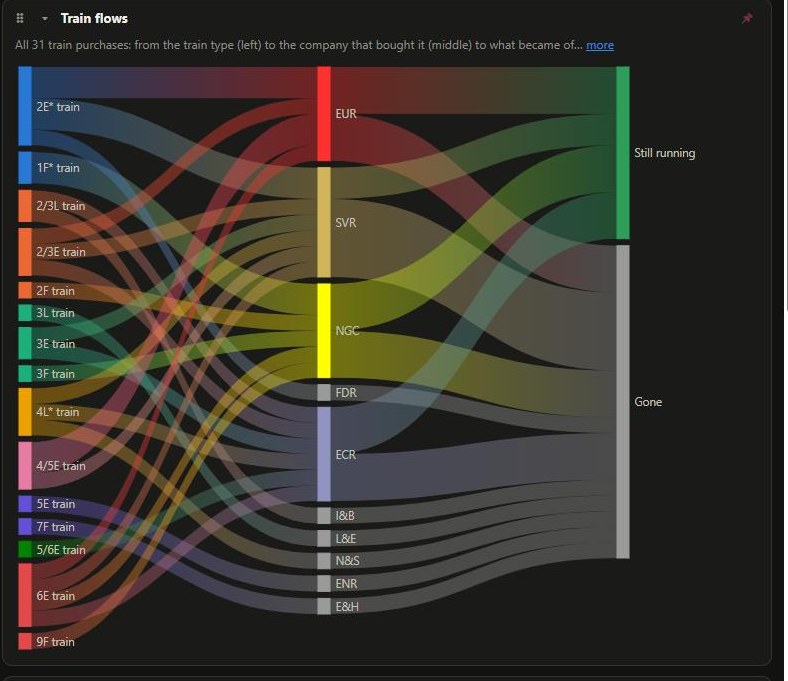 Train flows
All 31 train purchases: from the train type (left) to the company that bought it (middle) to what became of... more
2E* train
1F* train
2/3L train
2/3E train
2F train
3L train
3E train
3F train
4L* train
4/5E train
5E train
7F train
5/6E train
6E train
9F train
EUR
SVR
NGC
FDR
ECR
I&B
L&E
N&S
ENR
E&H
Still running
Gone